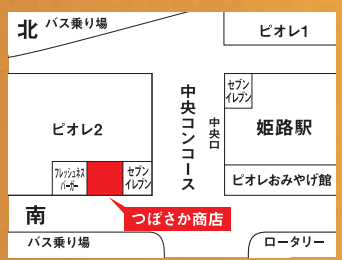 北
バス乗り場
ピオレ1
セブン
イレブン
中央コンコース
中央口
姫路駅
ピオレ2
フレッシュネス
バーガー
セブン
イレブン
ピオレおみやげ館
南
つぼさか商店
バス乗り場
ロータリー